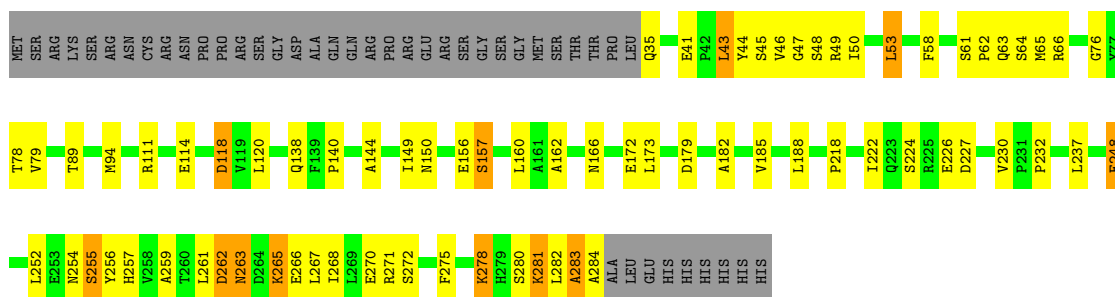 MET SER ARG LYS SER ARG ASN CYS ARG ASN PRO PRO ARG SER GLY ASP ALA GLN GLN ARG PRO ARG GLU ARG SER GLY SER GLY MET SER THR THR PRO LEU Q35 E41 P42 L43 Y44 S45 V46 G47 S48 R49 I50 L53 F58 S61 P62 Q63 S64 M65 R66 G76 Y77
T78 V79 T89 M94 R111 E114 D118 V119 L120 Q138 F139 P140 A144 I149 N150 E156 S157 L160 A161 A162 N166 E172 L173 D179 A182 V185 L188 P218 I222 Q223 S224 R225 E226 D227 V230 P231 P232 L237
L252 E253 N254 S255 Y256 H257 V258 A259 T260 L261 D262 N263 D264 K265 E266 L267 I268 L269 E270 R271 S272 F275 K278 H279 S280 K281 L282 A283 A284 ALA LEU GLU HIS HIS HIS HIS HIS HIS